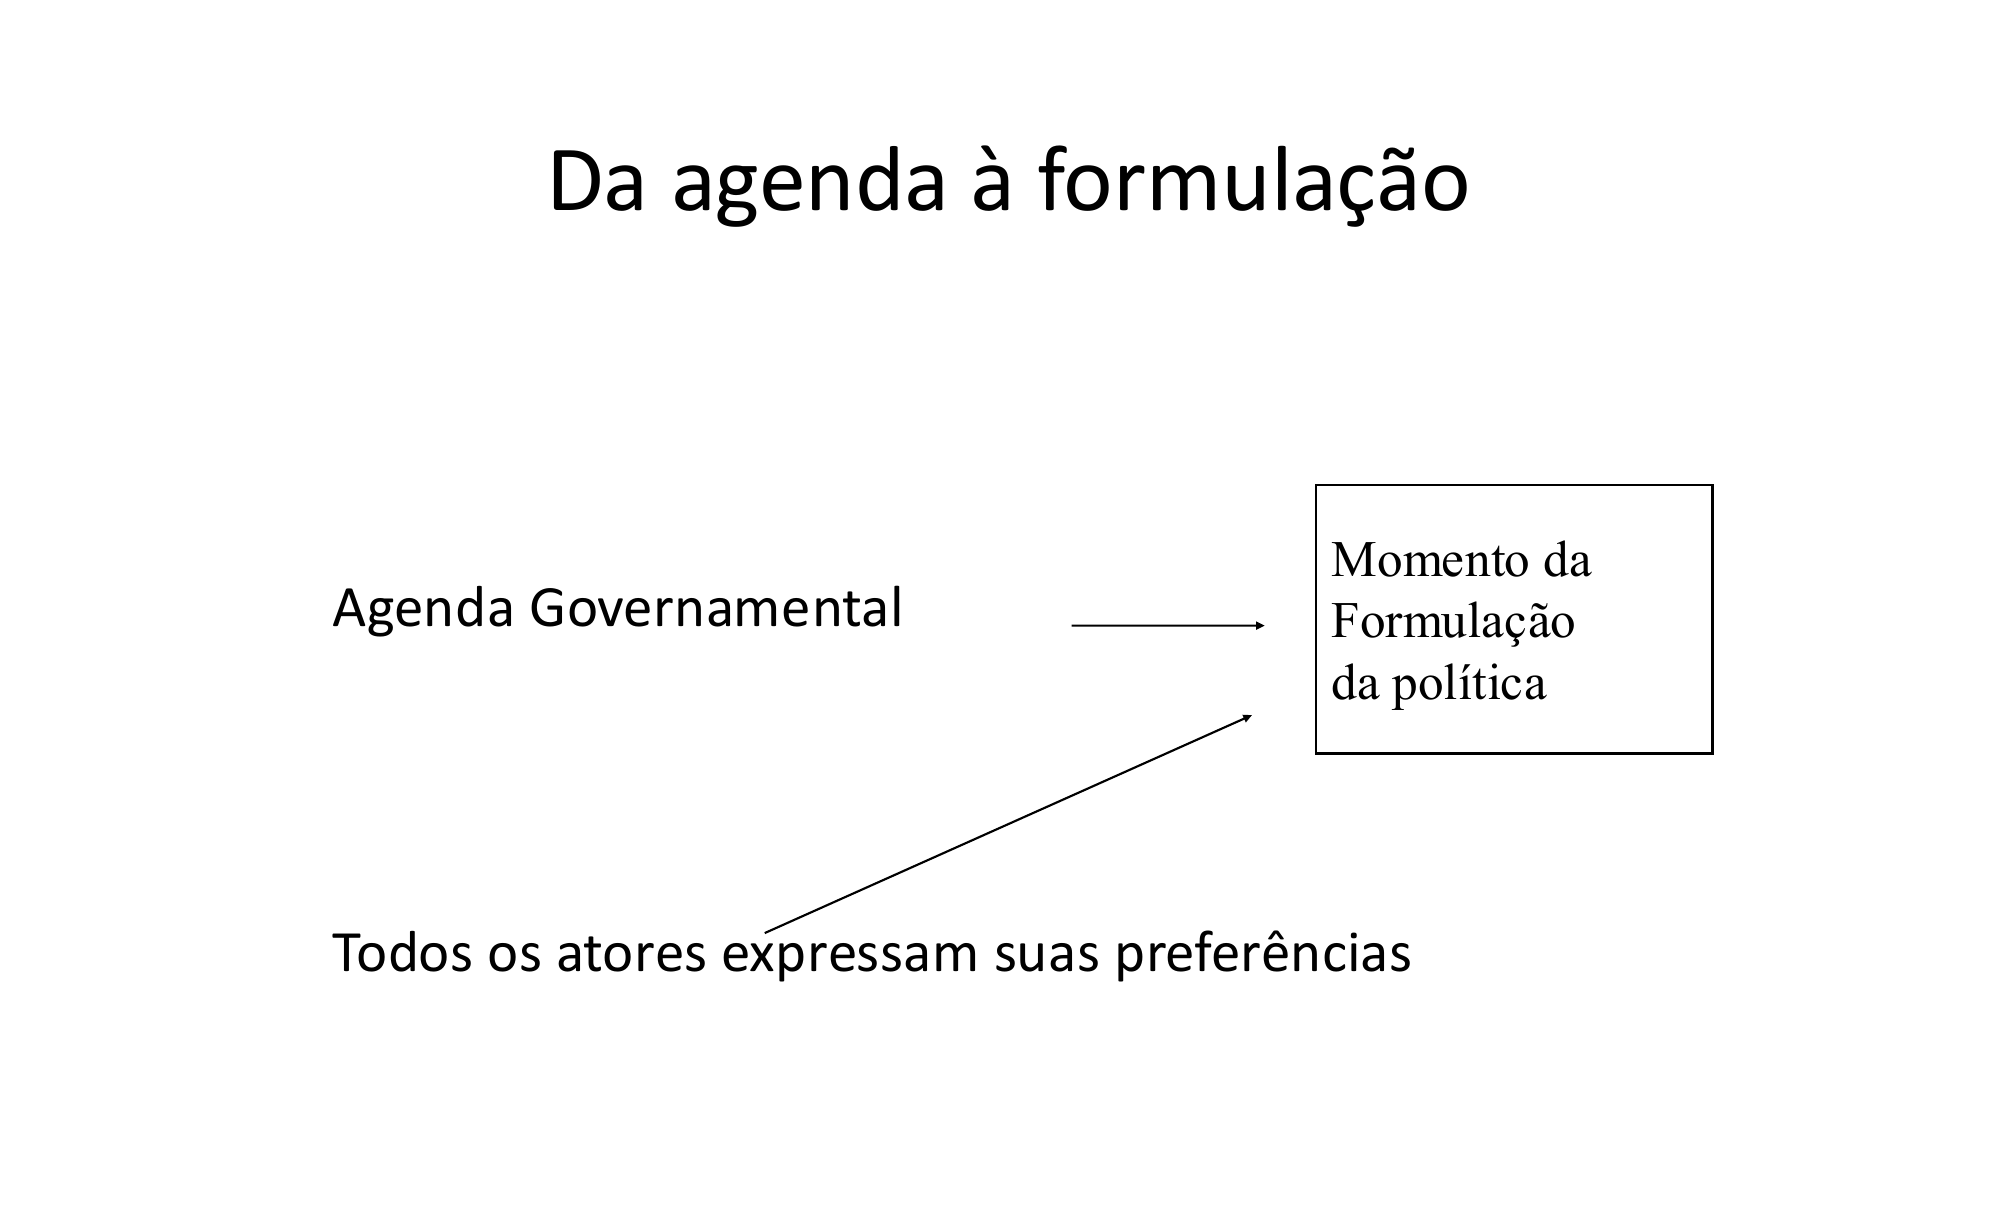 Da agenda à formulação
Agenda Governamental
Momento da
Formulação
da política
Todos os atores expressam suas preferências